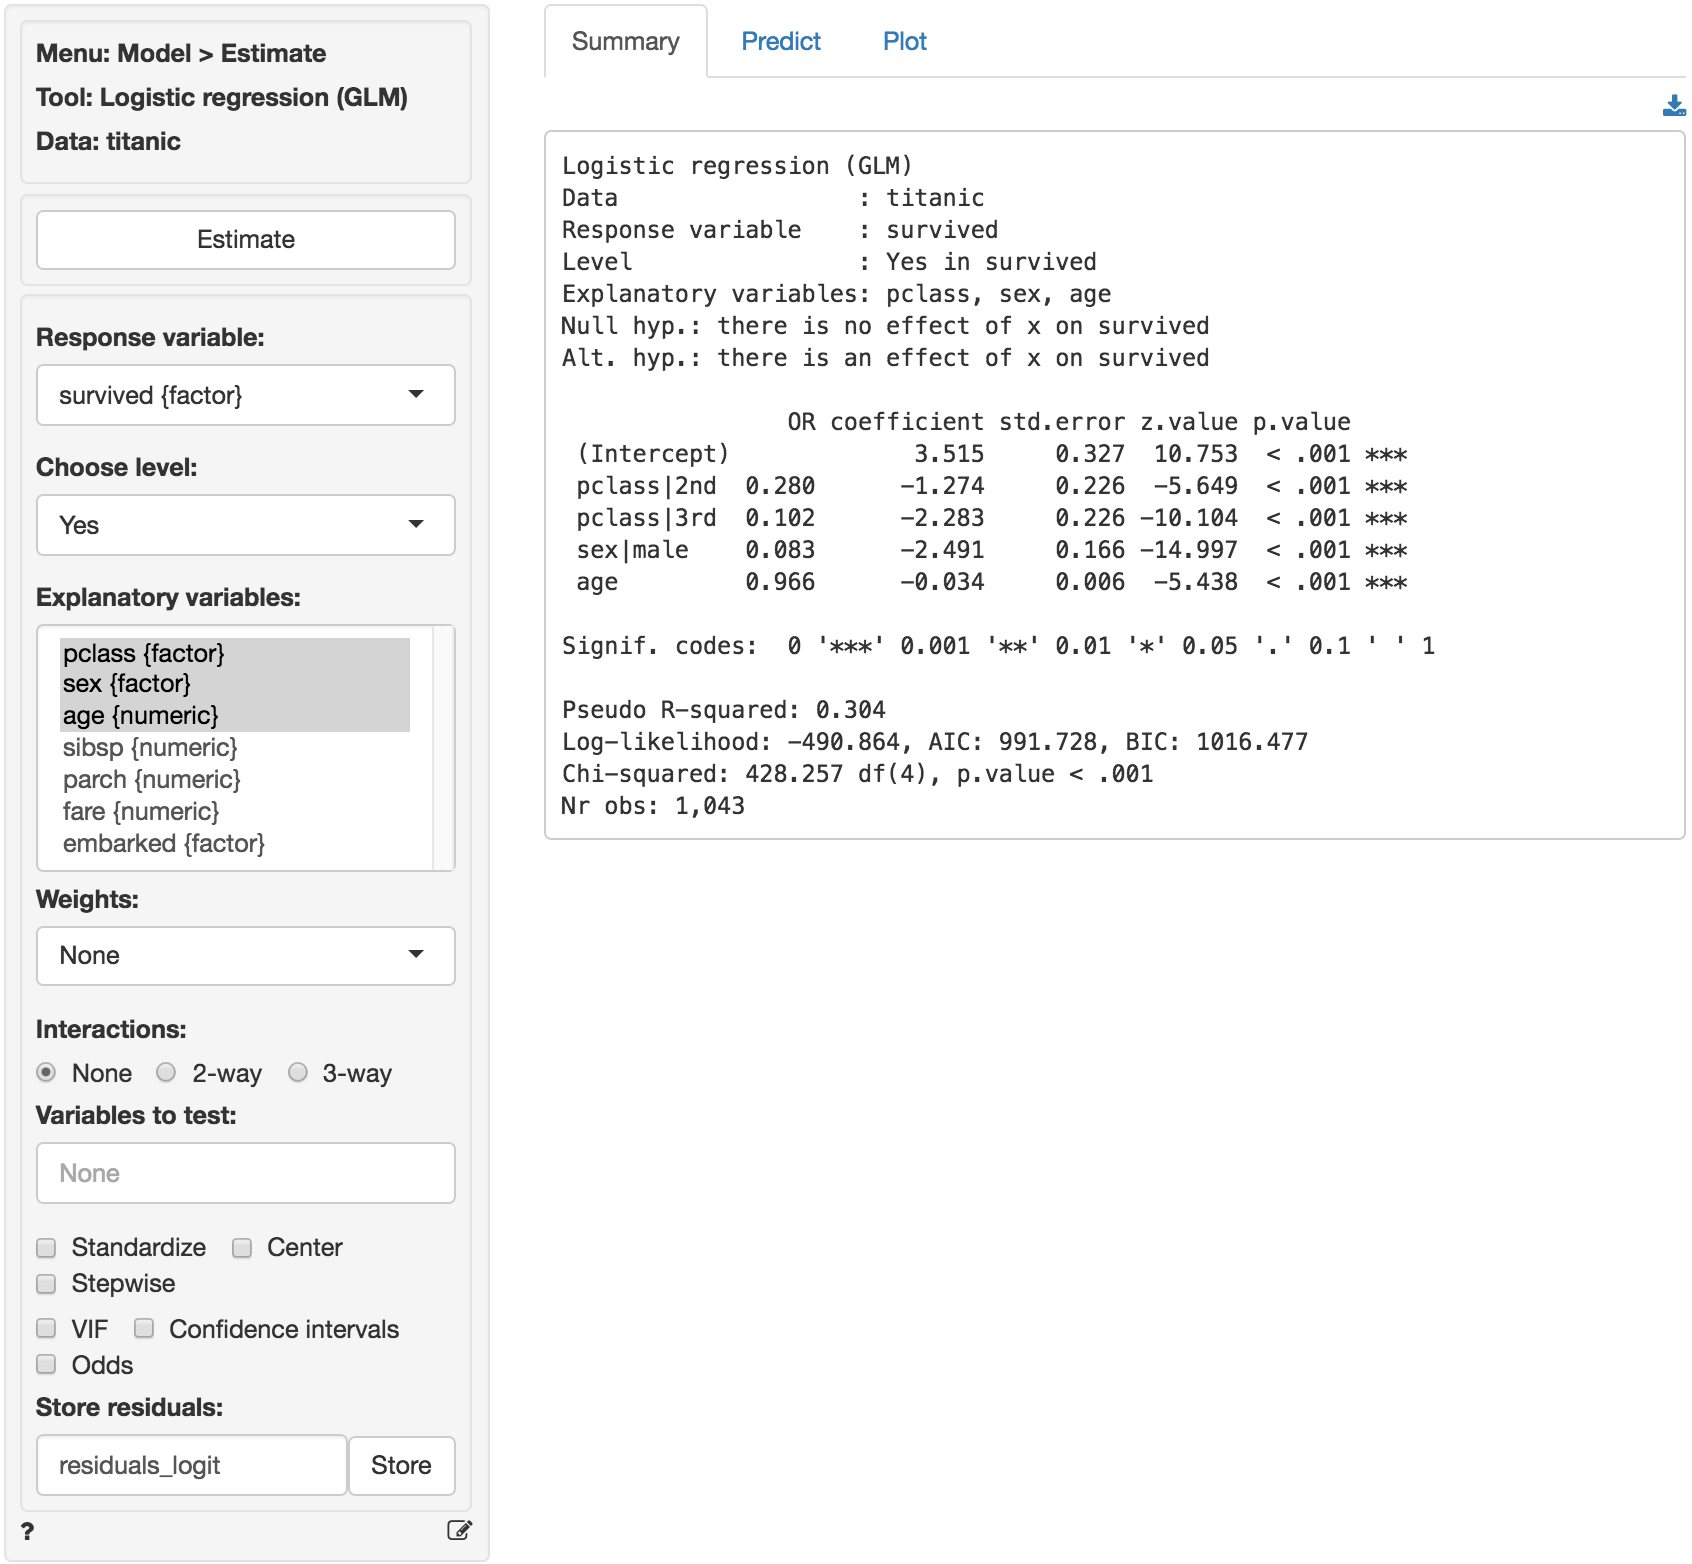 Menu: Model > Estimate
Tool: Logistic regression (GLM)
Data: titanic
Estimate
Response variable:
survived {factor}
Choose level:
Yes
Explanatory variables:
pclass {factor}
sex {factor}
age {numeric}
sibsp {numeric}
parch {numeric}
fare {numeric}
embarked {factor}
Weights:
None
Interactions:
None 2-way 3-way
Variables to test:
None
Standardize Center
Stepwise
VIF Confidence intervals
Odds
Store residuals:
residuals_logit Store
?
Summary Predict Plot
Logistic regression (GLM)
Data                 : titanic
Response variable    : survived
Level                : Yes in survived
Explanatory variables: pclass, sex, age
Null hyp.: there is no effect of x on survived
Alt. hyp.: there is an effect of x on survived
                OR coefficient std.error z.value p.value
 (Intercept)             3.515     0.327  10.753  < .001 ***
 pclass|2nd  0.280      -1.274     0.226  -5.649  < .001 ***
 pclass|3rd  0.102      -2.283     0.226 -10.104  < .001 ***
 sex|male    0.083      -2.491     0.166 -14.997  < .001 ***
 age         0.966      -0.034     0.006  -5.438  < .001 ***
Signif. codes:  0 '***' 0.001 '**' 0.01 '*' 0.05 '.' 0.1 ' ' 1
Pseudo R-squared: 0.304
Log-likelihood: -490.864, AIC: 991.728, BIC: 1016.477
Chi-squared: 428.257 df(4), p.value < .001
Nr obs: 1,043